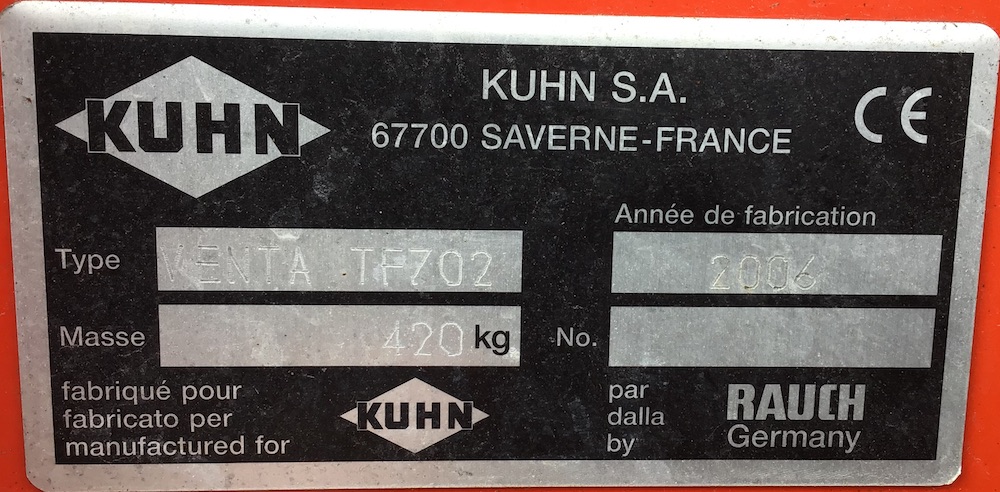 KUHN
KUHN S.A.
67700 SAVERNE-FRANCE
CE
Année de fabrication
Type VENTA TF702
2006
Masse 420 kg
No.
fabriqué pour
fabricato per
manufactured for
KUHN
par
dalla
by
RAUCH
Germany